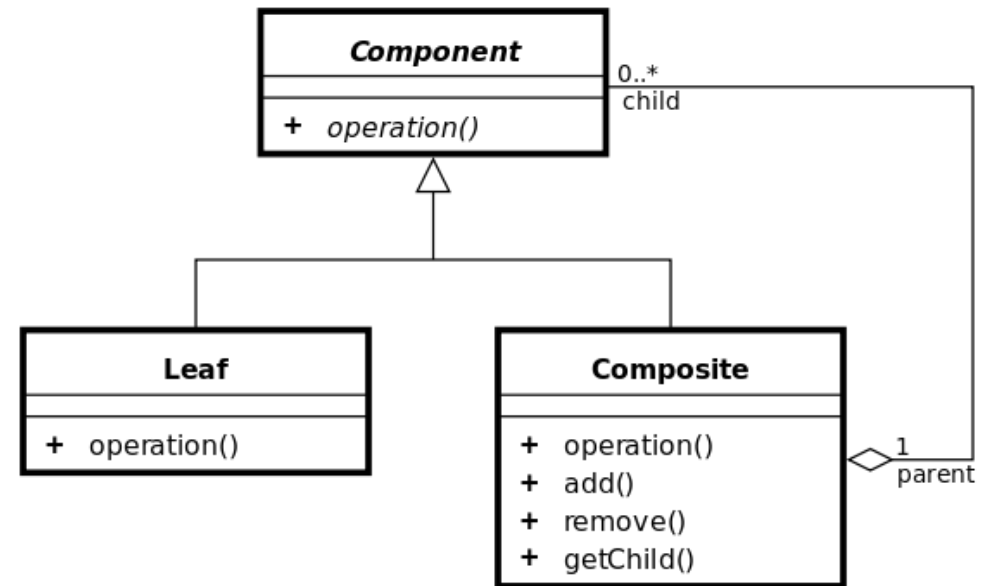 Component
0..*
child
+ operation()
Leaf
+ operation()
Composite
+ operation()
+ add()
+ remove()
+ getChild()
1
parent